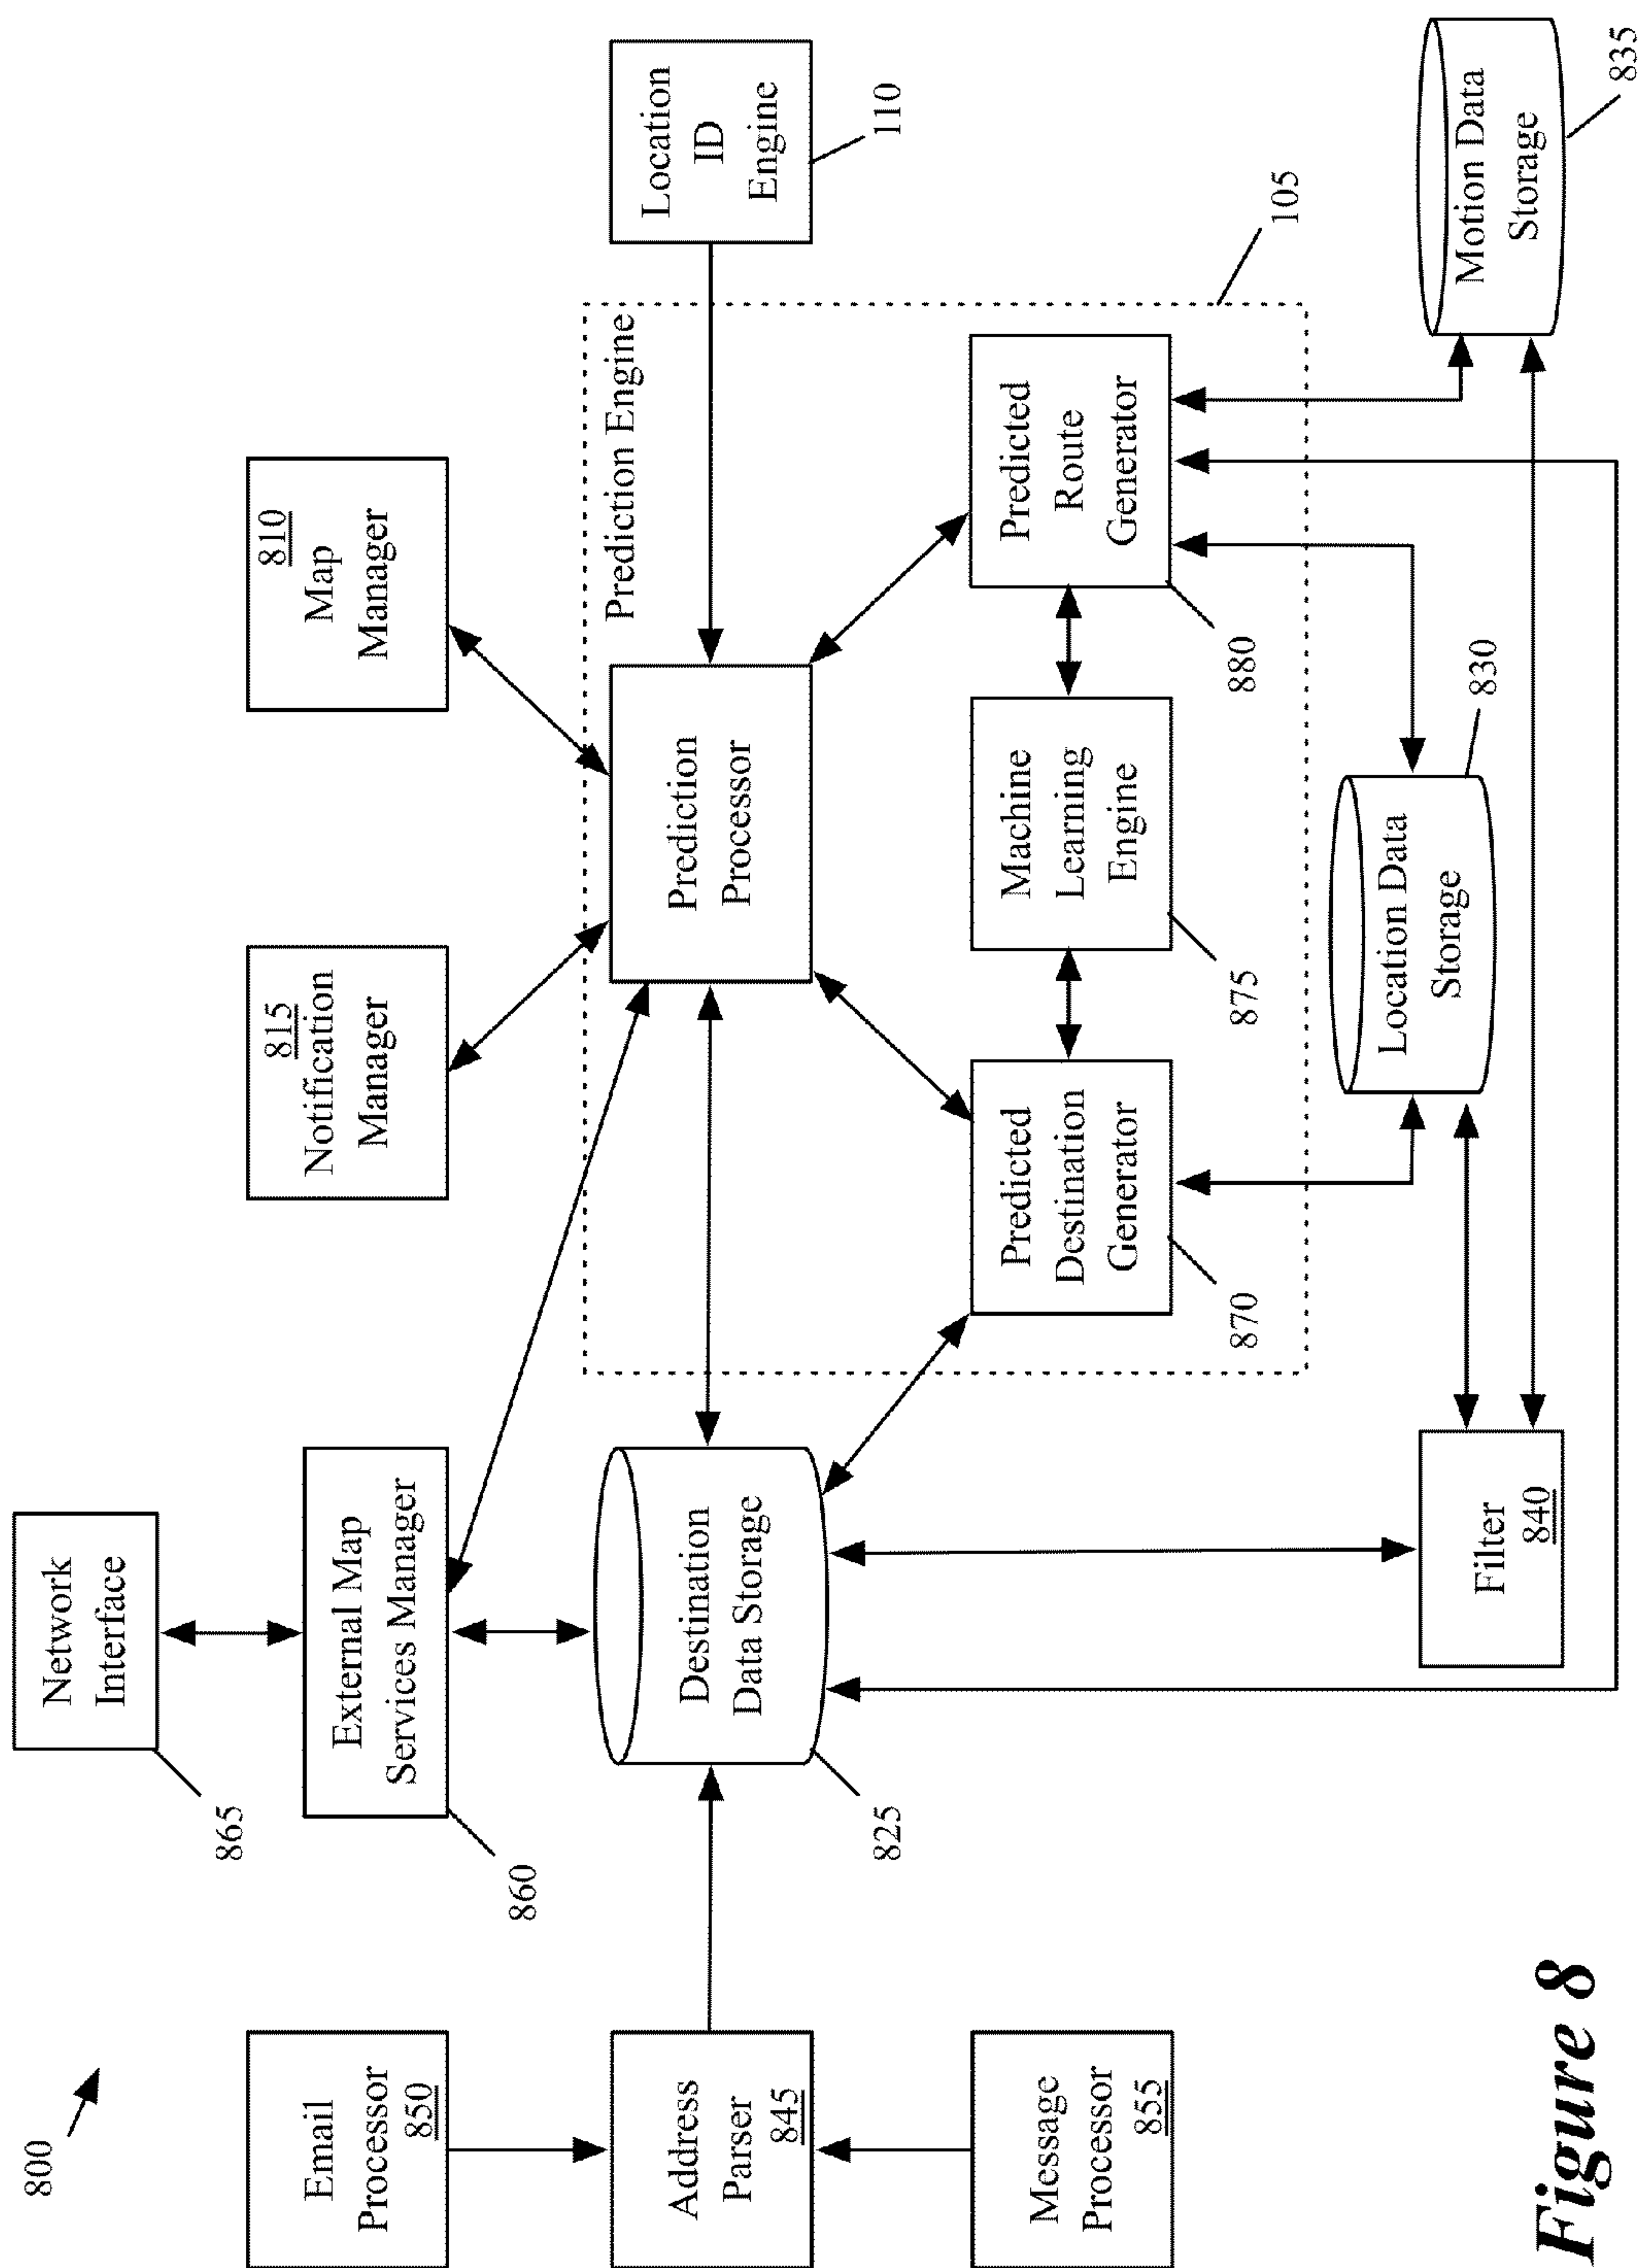 800
Network
Interface
865
Email
Processor
850
External Map
Services Manager
860
815
Notification
Manager
810
Map
Manager
Address
Parser
845
Destination
Data Storage
825
Prediction Engine
Prediction
Processor
Location
ID
Engine
110
Message
Processor
855
Predicted
Destination
Generator
870
Machine
Learning
Engine
875
Predicted
Route
Generator
880
105
Location Data
Storage
830
Filter
840
Motion Data
Storage
835
Figure 8